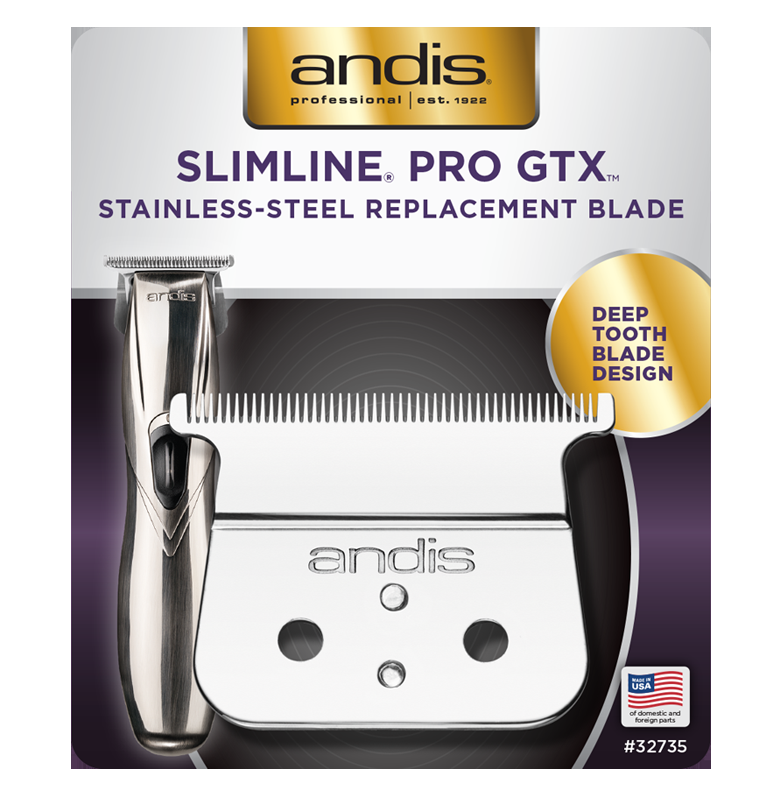 andis®
professional | est. 1922
SLIMLINE® PRO GTX™
STAINLESS-STEEL REPLACEMENT BLADE
andis
DEEP
TOOTH
BLADE
DESIGN
andis
MADE IN
USA
of domestic and
foreign parts
#32735